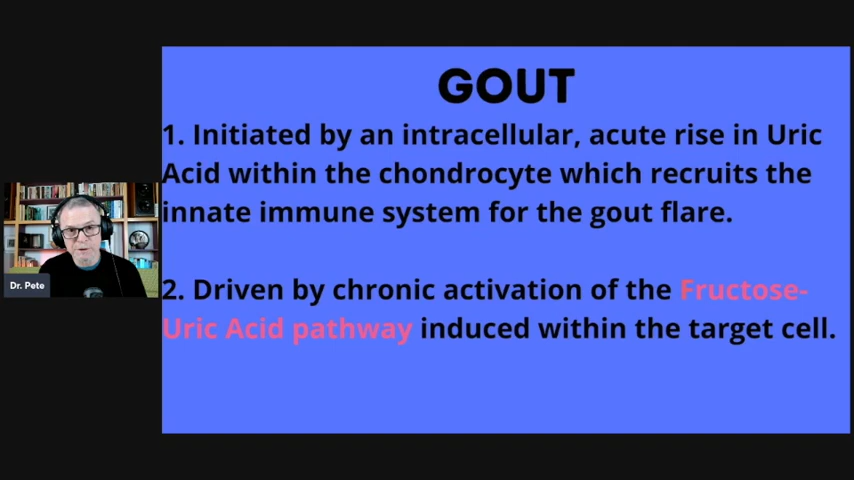 GOUT
1. Initiated by an intracellular, acute rise in Uric
Acid within the chondrocyte which recruits the
innate immune system for the gout flare.
2. Driven by chronic activation of the Fructose-
Uric Acid pathway induced within the target cell.
Dr. Pete